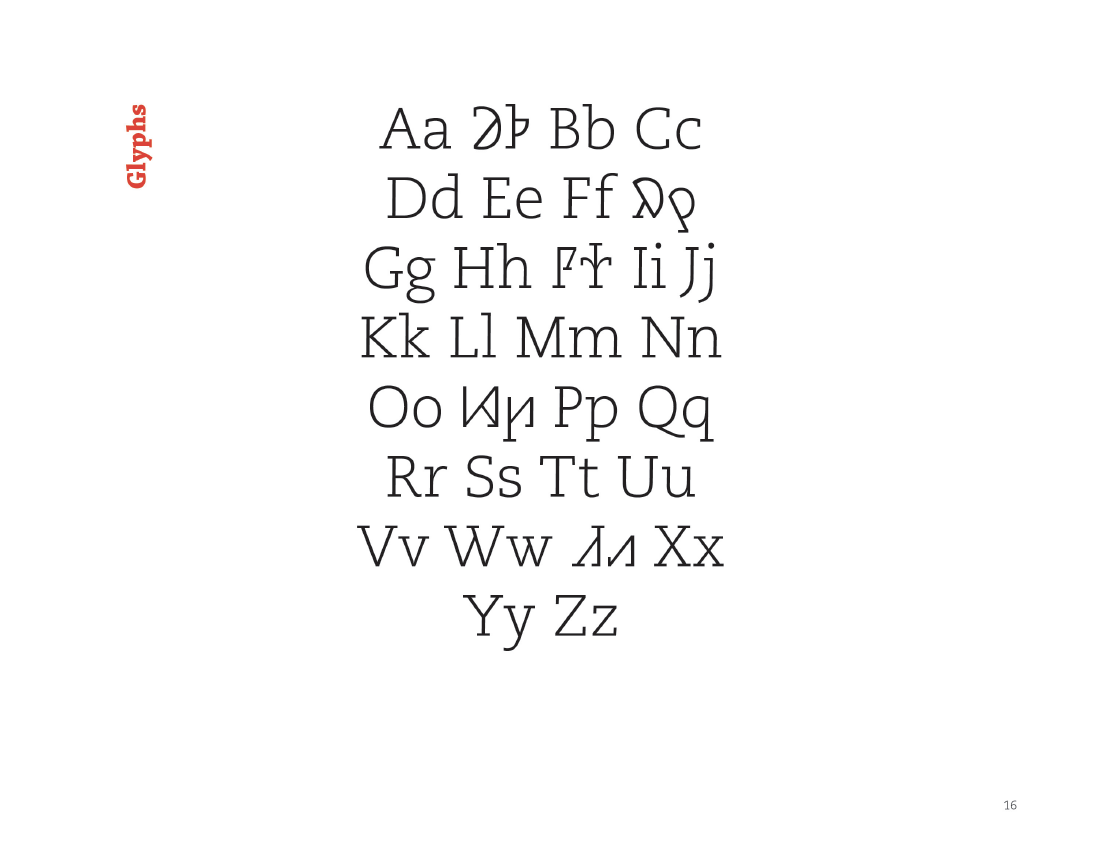 Glyphs
Aa Bb Cc
Dd Ee Ff
Gg Hh Ii Jj
Kk Ll Mm Nn
Oo Pp Qq
Rr Ss Tt Uu
Vv Ww Xx
Yy Zz
16